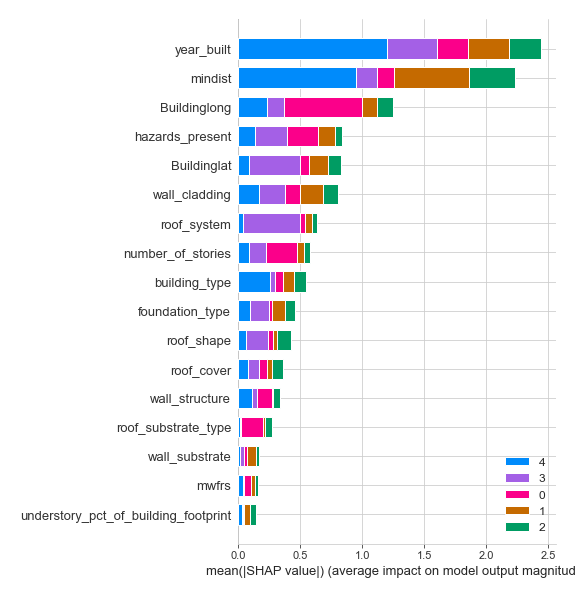 year_built
mindist
Buildinglong
hazards_present
Buildinglat
wall_cladding
roof_system
number_of_stories
building_type
foundation_type
roof_shape
roof_cover
wall_structure
roof_substrate_type
wall_substrate
mwfrs
understory_pct_of_building_footprint
4
3
0
1
2
0.0 0.5 1.0 1.5 2.0 2.5
mean(|SHAP value|) (average impact on model output magnitud